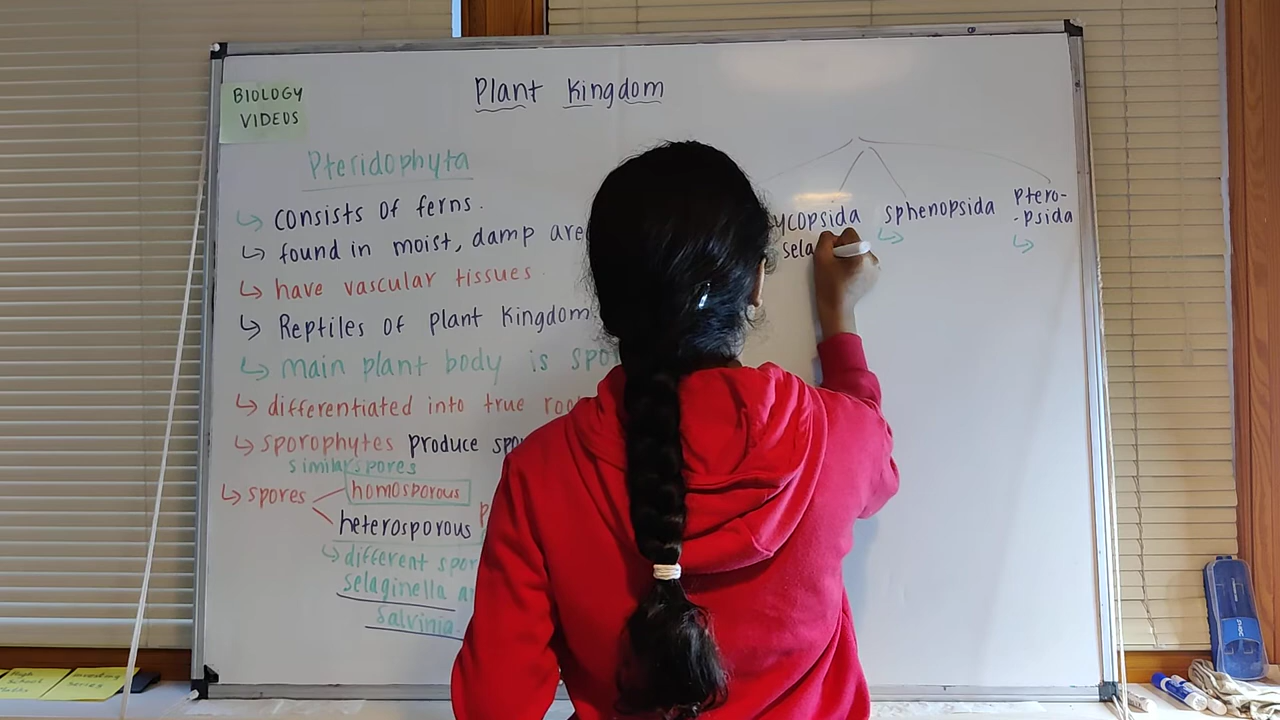 BIOLOGY
VIDEOS
Plant Kingdom
Pteridophyta
↳ consists of ferns.
↳ found in moist, damp are
↳ have vascular tissues.
↳ Reptiles of Plant Kingdom
↳ main plant body is spo
↳ differentiated into true roo
↳ sporophytes produce spo
similar spores
↳ spores
homosporous
heterosporous
↳ different spor
selaginella a
Salvinia.
ycopsida
sela
sphenopsida
↳
Ptero-
-psida
↳